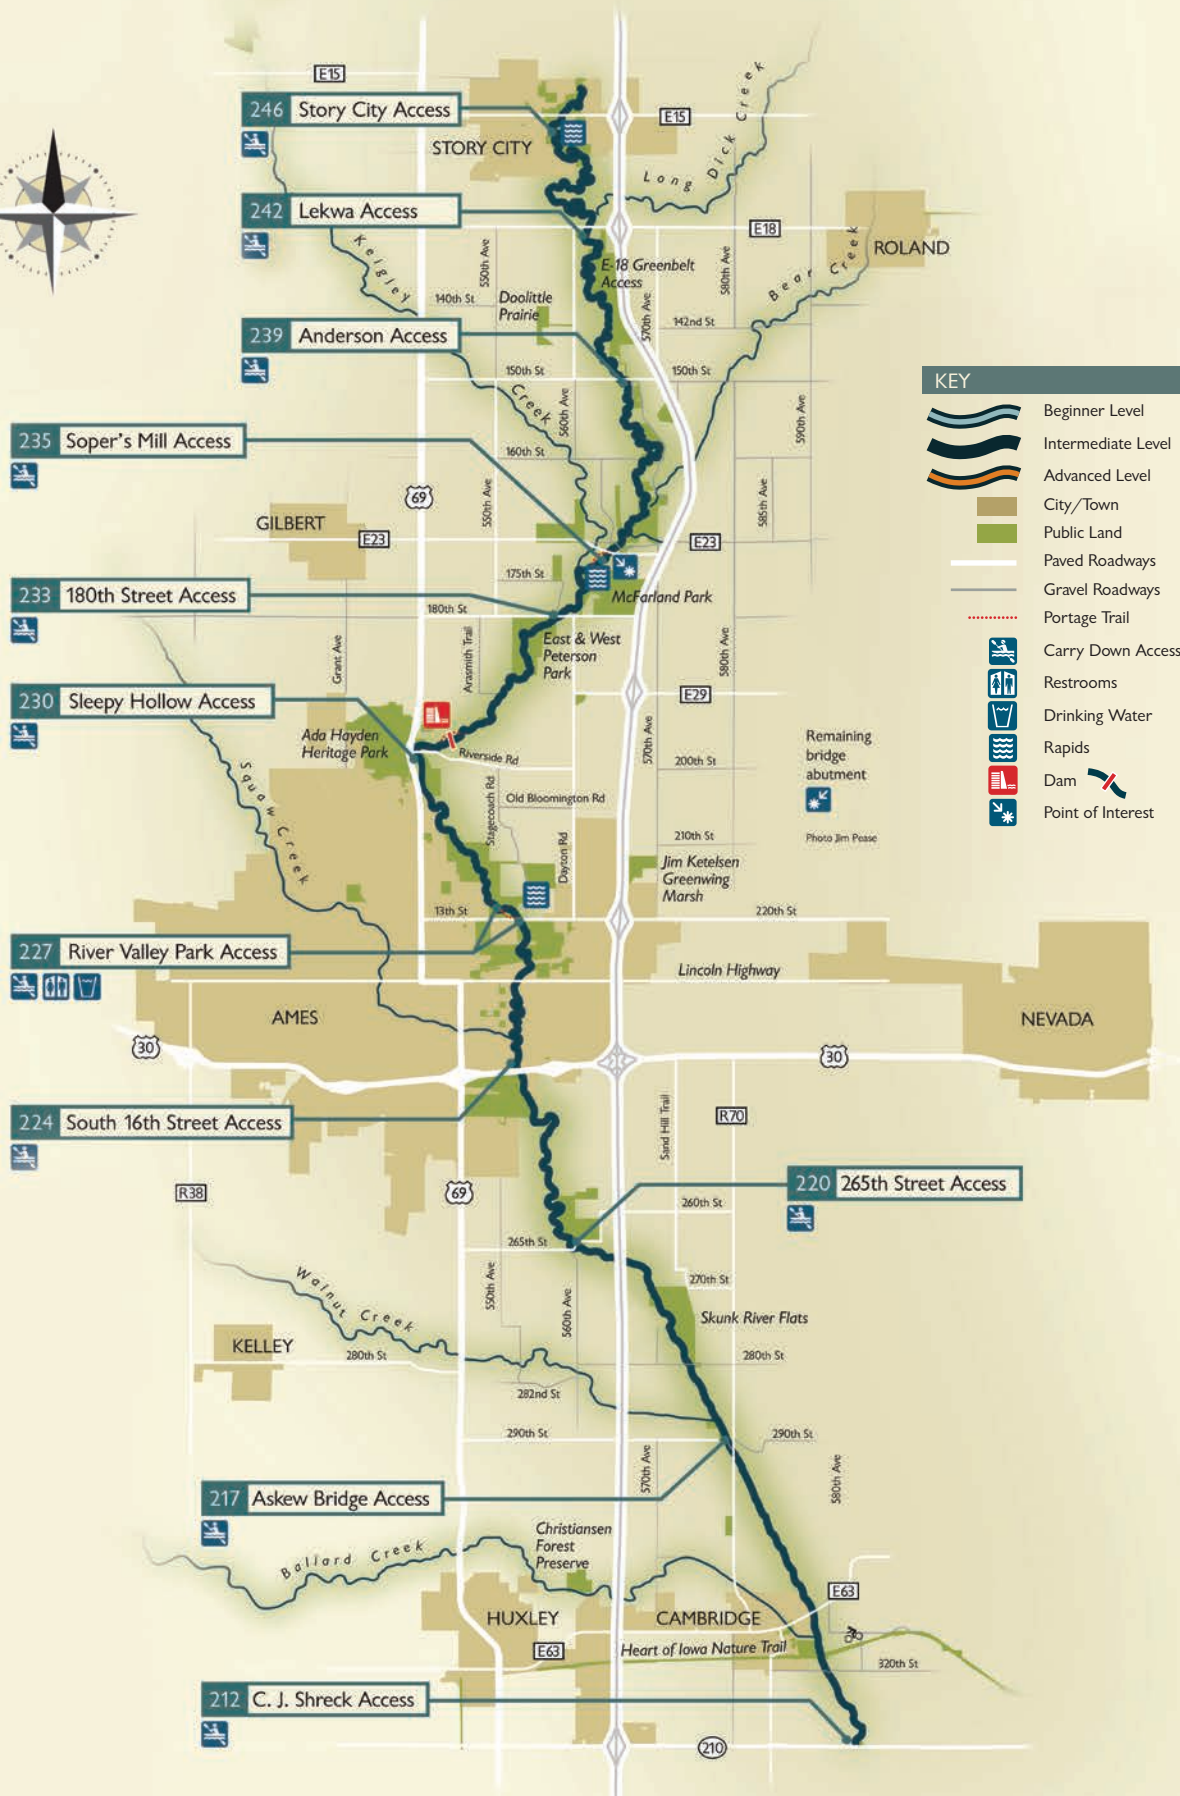 E15
246 Story City Access
E15
STORY CITY
Long Dick Creek
242 Lekwa Access
E18
ROLAND
Keigley
Creek
550th Ave
E-18 Greenbelt
Access
580th Ave
Bear Creek
140th St
Doolittle
Prairie
570th Ave
142nd St
239 Anderson Access
150th St
150th St
560th Ave
590th Ave
KEY
Beginner Level
Intermediate Level
Advanced Level
City/Town
Public Land
Paved Roadways
Gravel Roadways
Portage Trail
Carry Down Access
Restrooms
Drinking Water
Rapids
Dam
Point of Interest
235 Soper's Mill Access
160th St
69
550th Ave
585th Ave
GILBERT
E23
E23
175th St
233 180th Street Access
McFarland Park
180th St
Grant Ave
Arasmith Trail
East & West
Peterson
Park
580th Ave
230 Sleepy Hollow Access
E29
Ada Hayden
Heritage Park
Riverside Rd
570th Ave
200th St
Remaining
bridge
abutment
Photo Jim Pease
Squaw Creek
Stagecoach Rd
Old Bloomington Rd
Dayton Rd
210th St
Jim Ketelsen
Greenwing
Marsh
13th St
220th St
227 River Valley Park Access
Lincoln Highway
AMES
NEVADA
30
30
224 South 16th Street Access
Sand Hill Trail
R70
R38
69
220 265th Street Access
260th St
265th St
Walnut Creek
550th Ave
560th Ave
270th St
Skunk River Flats
KELLEY
280th St
280th St
282nd St
290th St
290th St
570th Ave
580th Ave
217 Askew Bridge Access
Ballard Creek
Christiansen
Forest
Preserve
E63
HUXLEY
CAMBRIDGE
E63
Heart of Iowa Nature Trail
320th St
212 C. J. Shreck Access
210